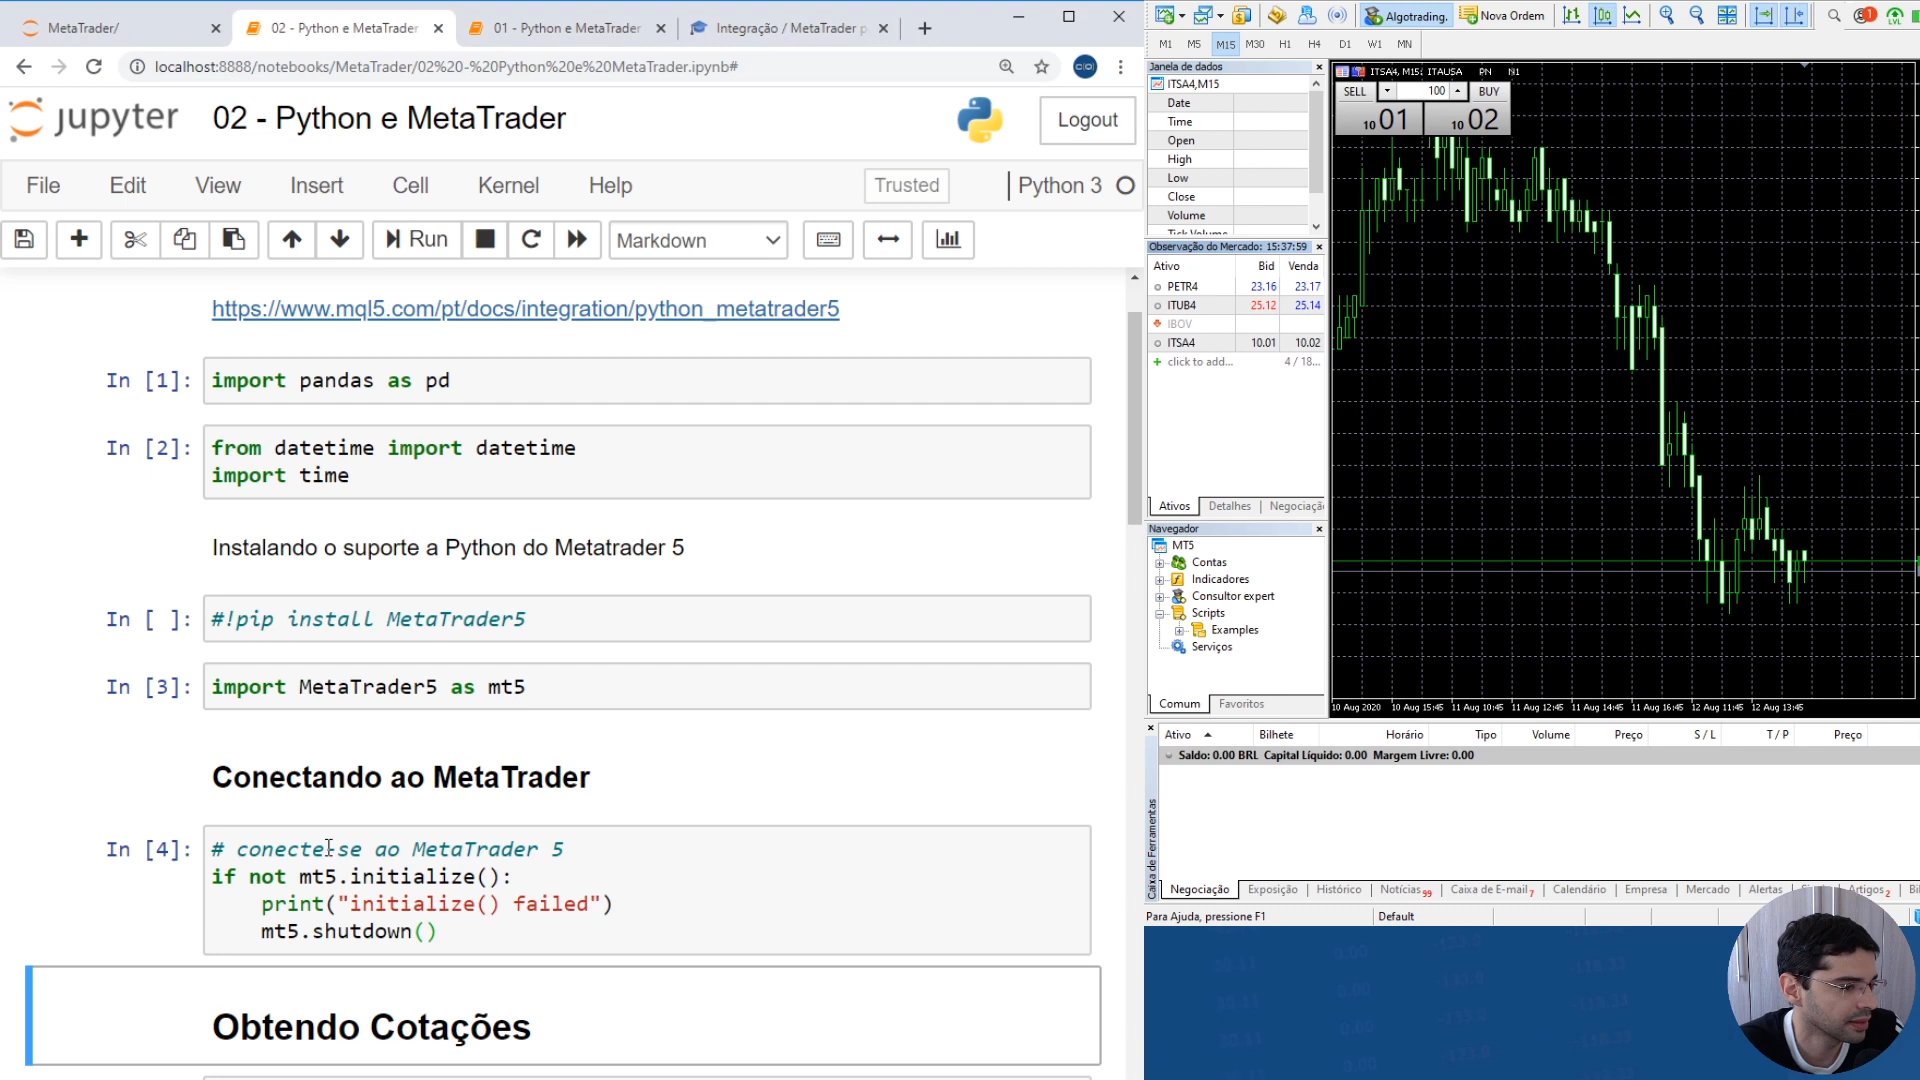 MetaTrader/
02 - Python e MetaTrader
01 - Python e MetaTrader
Integração / MetaTrader p
localhost:8888/notebooks/MetaTrader/02%20-%20Python%20e%20MetaTrader.ipynb#
jupyter
02 - Python e MetaTrader
Logout
File
Edit
View
Insert
Cell
Kernel
Help
Trusted
Python 3
Run
Markdown
https://www.mql5.com/pt/docs/integration/python_metatrader5
In [1]:
import pandas as pd
In [2]:
from datetime import datetime
import time
Instalando o suporte a Python do Metatrader 5
In [ ]:
#!pip install MetaTrader5
In [3]:
import MetaTrader5 as mt5
Conectando ao MetaTrader
In [4]:
# conecte-se ao MetaTrader 5
if not mt5.initialize():
print("initialize() failed")
mt5.shutdown()
Obtendo Cotações
Algotrading.
Nova Ordem
M1 M5 M15 M30 H1 H4 D1 W1 MN
Janela de dados
ITSA4,M15
Date
Time
Open
High
Low
Close
Volume
Tick Volume
Observação do Mercado: 15:37:59
Ativo Bid Venda
PETR4 23.16 23.17
ITUB4 25.12 25.14
IBOV
ITSA4 10.01 10.02
click to add... 4 / 18...
Ativos Detalhes
Navegador
MT5
Contas
Indicadores
Consultor expert
Scripts
Examples
Serviços
Comum Favoritos
ITSA4, M15: ITAUSA PN N1
SELL 100 BUY
10 01 10 02
10 Aug 2020 10 Aug 15:45 11 Aug 10:45 11 Aug 12:45 11 Aug 14:45 11 Aug 16:45 12 Aug 11:45 12 Aug 13:45
Ativo Bilhete Horário Tipo Volume Preço S / L T / P Preço
Saldo: 0.00 BRL Capital Líquido: 0.00 Margem Livre: 0.00
Caixa de Ferramentas
Negociação Exposição Histórico Notícias 99 Caixa de E-mail 7 Calendário Empresa Mercado Alertas Artigos 2
Para Ajuda, pressione F1
Default